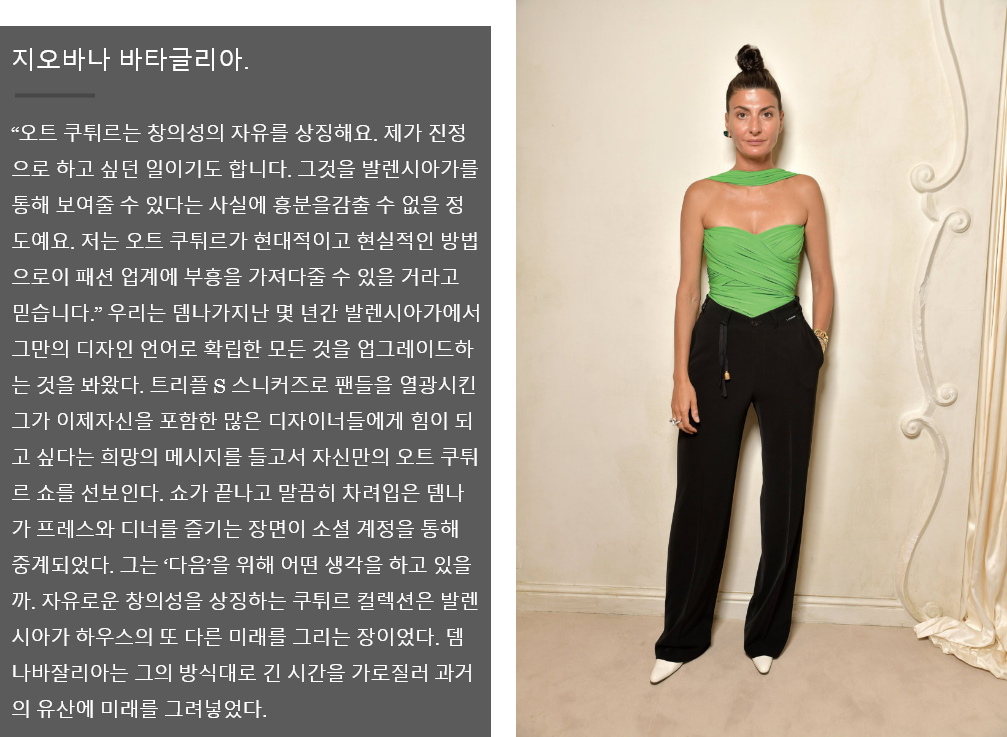 지오바나 바타글리아.
“오트 쿠튀르는 창의성의 자유를 상징해요. 제가 진정
으로 하고 싶던 일이기도 합니다. 그것을 발렌시아가를
통해 보여줄 수 있다는 사실에 흥분을감출 수 없을 정
도예요. 저는 오트 쿠튀르가 현대적이고 현실적인 방법
으로이 패션 업계에 부흥을 가져다줄 수 있을 거라고
믿습니다.” 우리는 뎀나가지난 몇 년간 발렌시아가에서
그만의 디자인 언어로 확립한 모든 것을 업그레이드하
는 것을 봐왔다. 트리플 S 스니커즈로 팬들을 열광시킨
그가 이제자신을 포함한 많은 디자이너들에게 힘이 되
고 싶다는 희망의 메시지를 들고서 자신만의 오트 쿠튀
르 쇼를 선보인다. 쇼가 끝나고 말끔히 차려입은 뎀나
가 프레스와 디너를 즐기는 장면이 소셜 계정을 통해
중계되었다. 그는 ‘다음’을 위해 어떤 생각을 하고 있을
까. 자유로운 창의성을 상징하는 쿠튀르 컬렉션은 발렌
시아가 하우스의 또 다른 미래를 그리는 장이었다. 뎀
나바잘리아는 그의 방식대로 긴 시간을 가로질러 과거
의 유산에 미래를 그려넣었다.